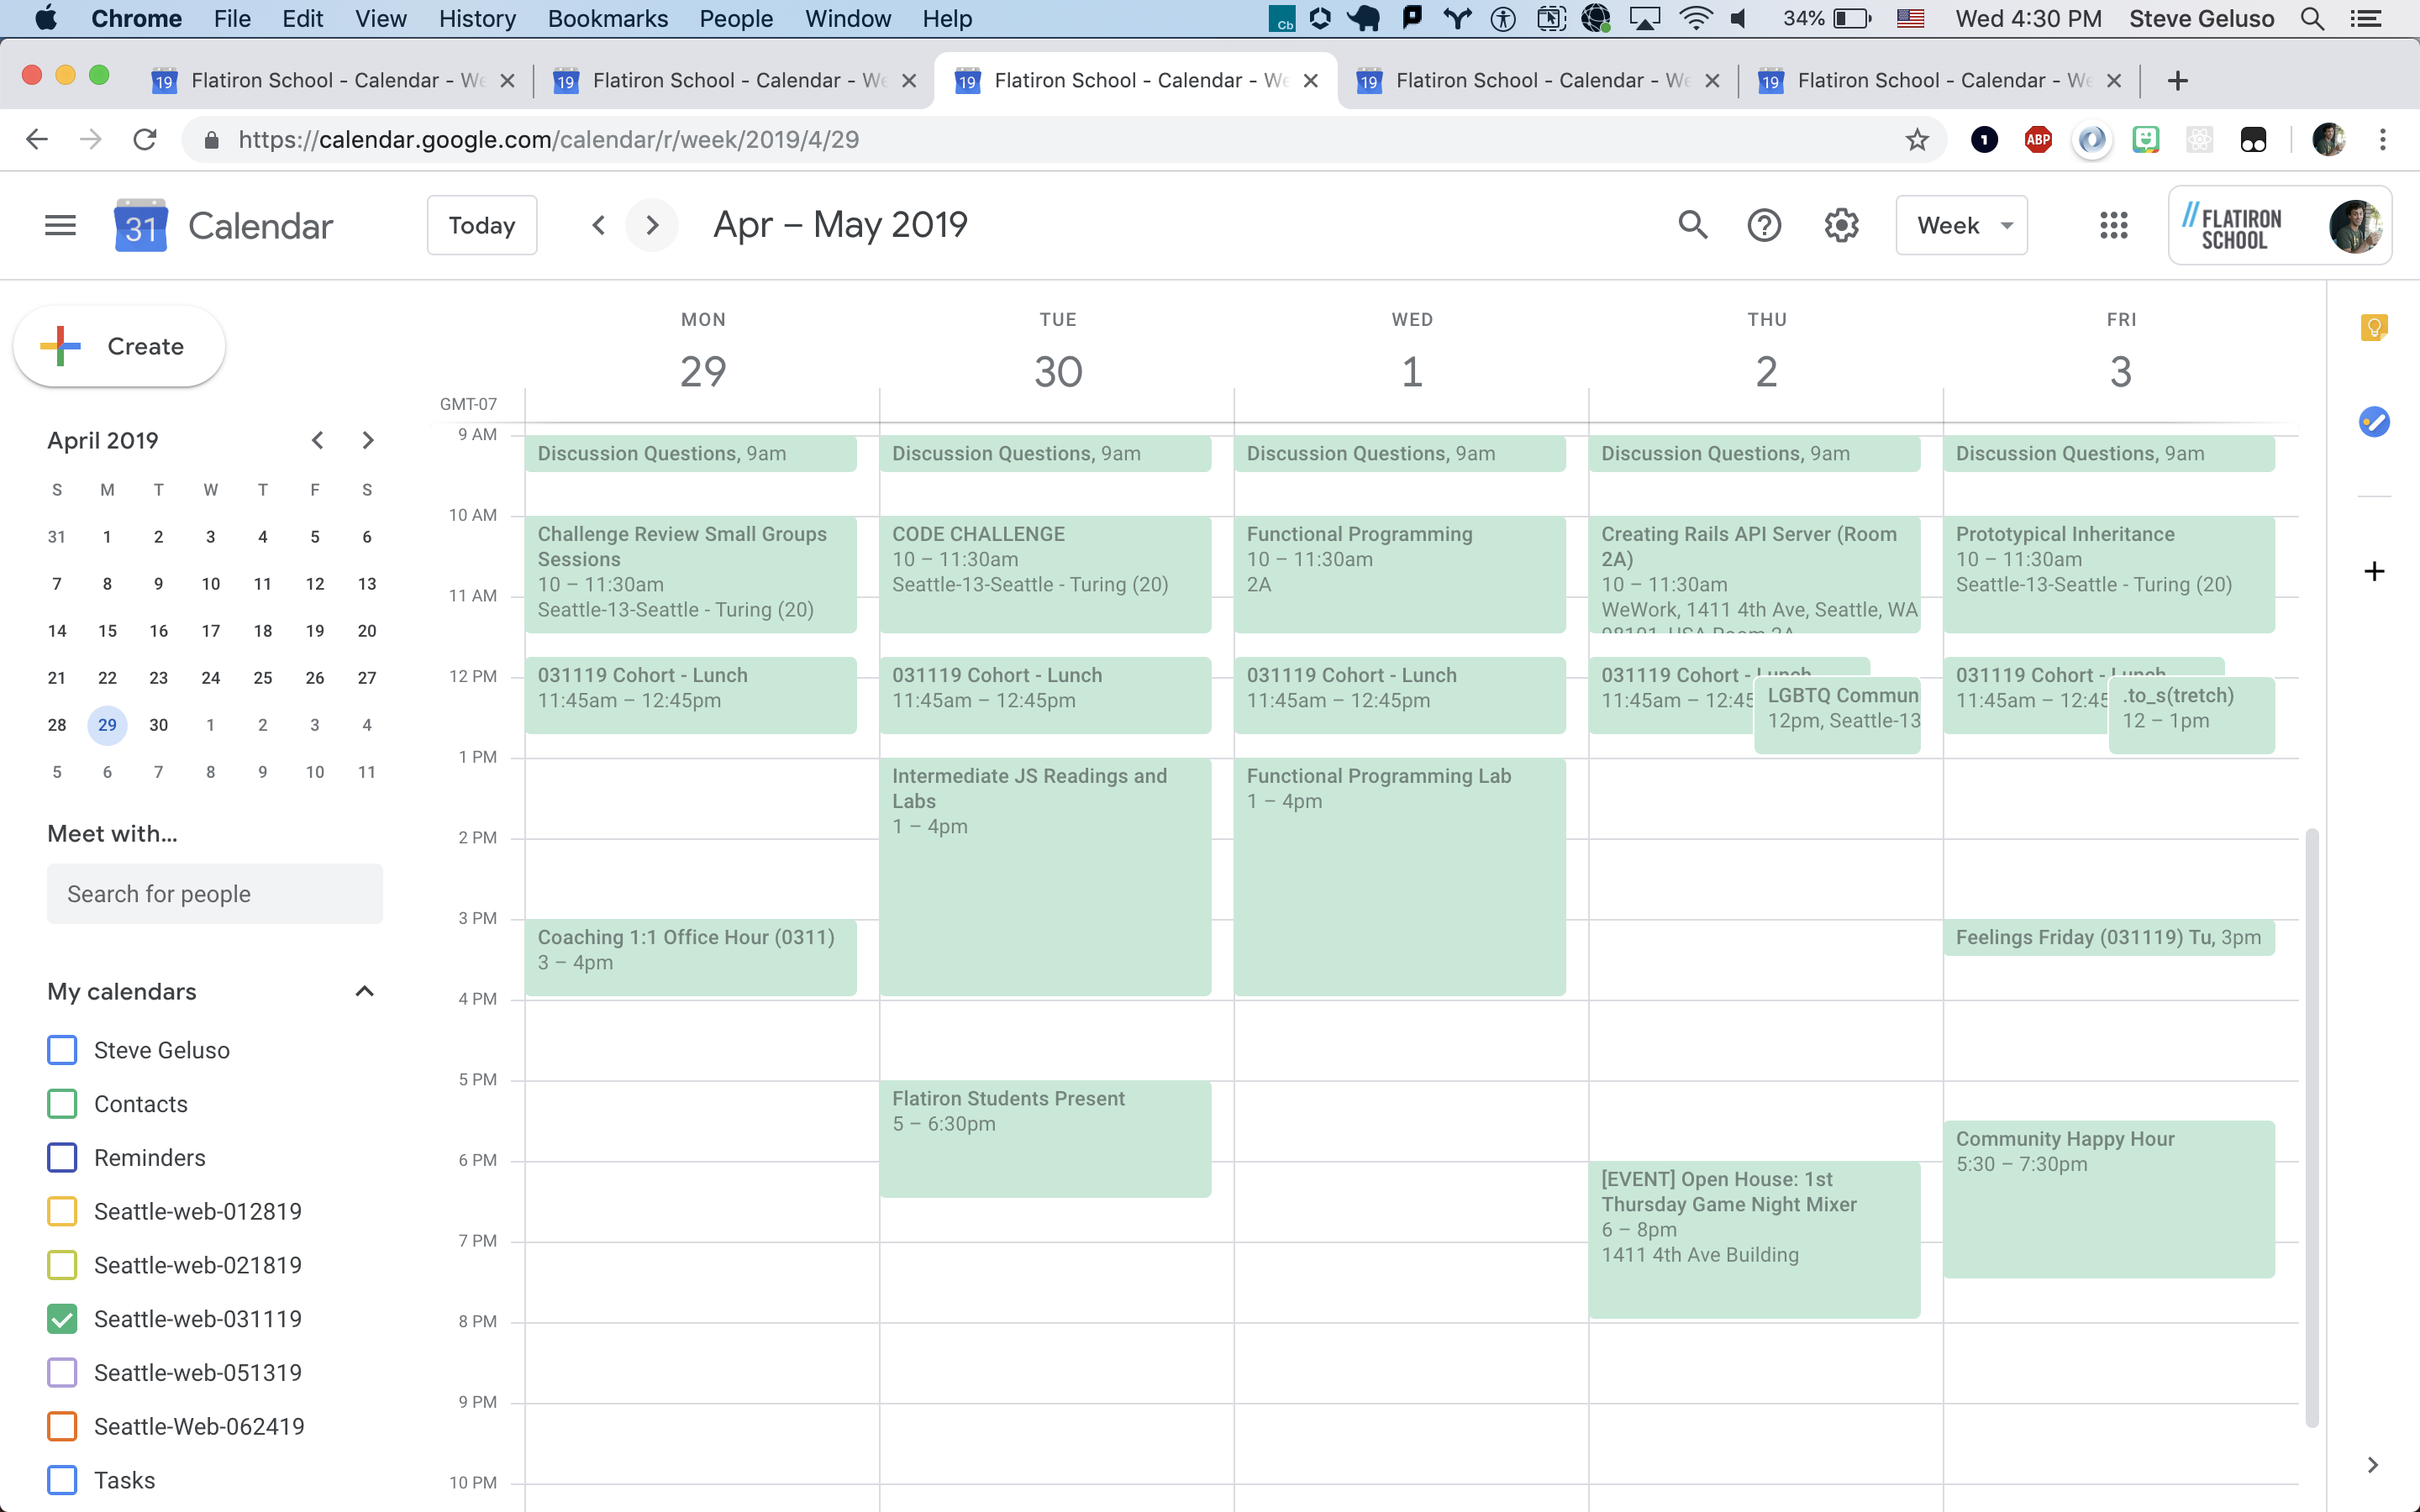 Chrome File Edit View History Bookmarks People Window Help Cb 34% Wed 4:30 PM Steve Geluso
19 Flatiron School - Calendar - We 19 Flatiron School - Calendar - We 19 Flatiron School - Calendar - We 19 Flatiron School - Calendar - We 19 Flatiron School - Calendar - We
https://calendar.google.com/calendar/r/week/2019/4/29 1 ABP
31 Calendar Today Apr – May 2019 Week // FLATIRON
SCHOOL
Create
April 2019
S M T W T F S
31 1 2 3 4 5 6
7 8 9 10 11 12 13
14 15 16 17 18 19 20
21 22 23 24 25 26 27
28 29 30 1 2 3 4
5 6 7 8 9 10 11
Meet with...
Search for people
My calendars
Steve Geluso
Contacts
Reminders
Seattle-web-012819
Seattle-web-021819
Seattle-web-031119
Seattle-web-051319
Seattle-Web-062419
Tasks
GMT-07
9 AM
10 AM
11 AM
12 PM
1 PM
2 PM
3 PM
4 PM
5 PM
6 PM
7 PM
8 PM
9 PM
10 PM
MON
29
Discussion Questions, 9am
Challenge Review Small Groups
Sessions
10 – 11:30am
Seattle-13-Seattle - Turing (20)
031119 Cohort - Lunch
11:45am – 12:45pm
Coaching 1:1 Office Hour (0311)
3 – 4pm
TUE
30
Discussion Questions, 9am
CODE CHALLENGE
10 – 11:30am
Seattle-13-Seattle - Turing (20)
031119 Cohort - Lunch
11:45am – 12:45pm
Intermediate JS Readings and
Labs
1 – 4pm
Flatiron Students Present
5 – 6:30pm
WED
1
Discussion Questions, 9am
Functional Programming
10 – 11:30am
2A
031119 Cohort - Lunch
11:45am – 12:45pm
Functional Programming Lab
1 – 4pm
THU
2
Discussion Questions, 9am
Creating Rails API Server (Room
2A)
10 – 11:30am
WeWork, 1411 4th Ave, Seattle, WA
98101, USA Room 2A
031119 Cohort - Lunch
11:45am – 12:45
LGBTQ Commun
12pm, Seattle-13
[EVENT] Open House: 1st
Thursday Game Night Mixer
6 – 8pm
1411 4th Ave Building
FRI
3
Discussion Questions, 9am
Prototypical Inheritance
10 – 11:30am
Seattle-13-Seattle - Turing (20)
031119 Cohort - Lunch
11:45am – 12:45
.to_s(tretch)
12 – 1pm
Feelings Friday (031119) Tu, 3pm
Community Happy Hour
5:30 – 7:30pm